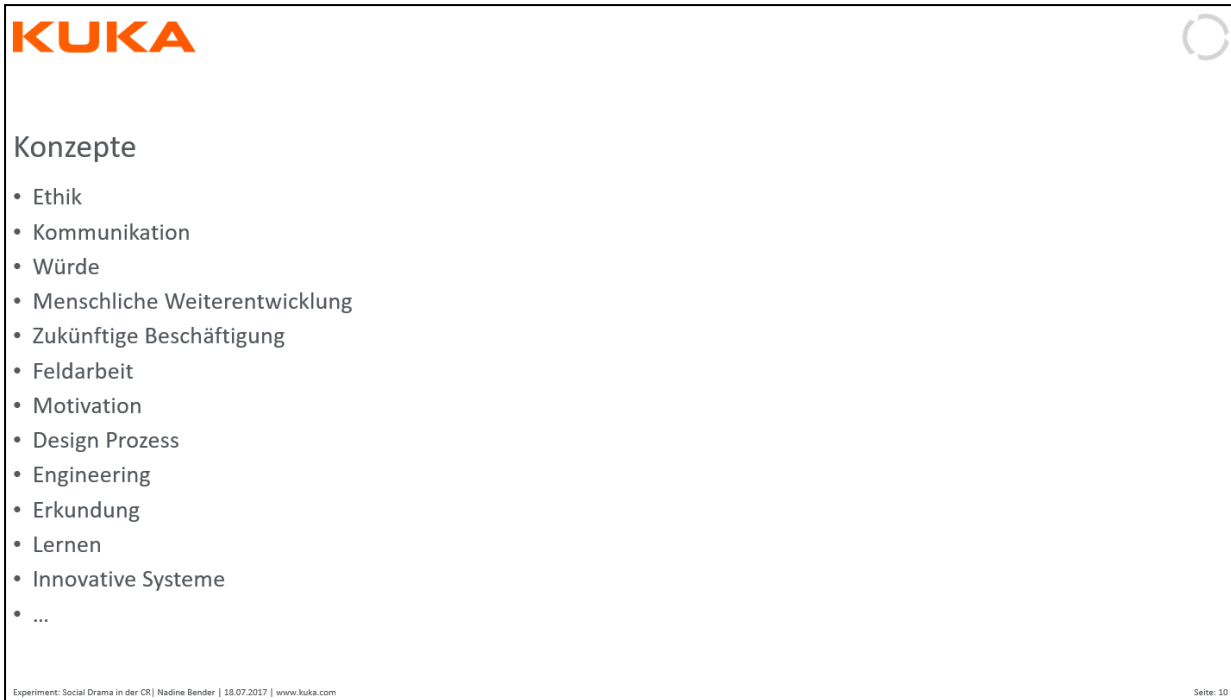 KUKA
Konzepte
• Ethik
• Kommunikation
• Würde
• Menschliche Weiterentwicklung
• Zukünftige Beschäftigung
• Feldarbeit
• Motivation
• Design Prozess
• Engineering
• Erkundung
• Lernen
• Innovative Systeme
• ...
Experiment: Social Drama in der CR| Nadine Bender | 18.07.2017 | www.kuka.com
Seite: 10